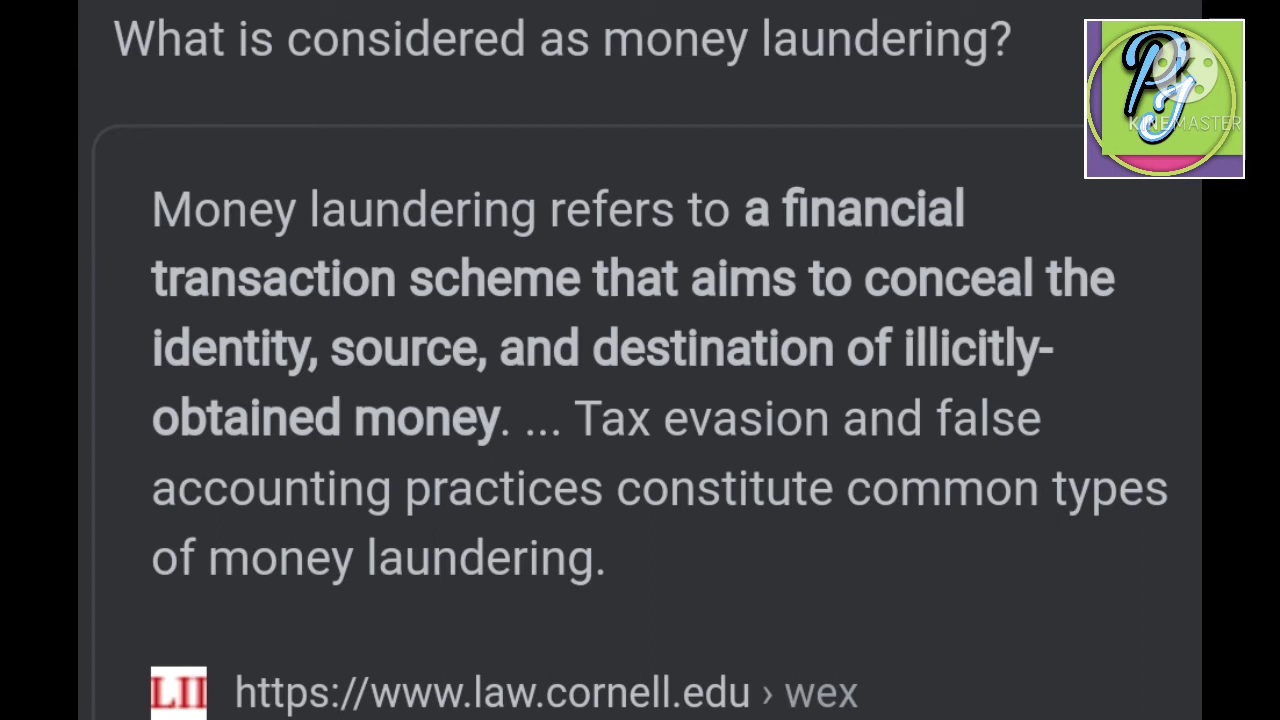 What is considered as money laundering?
PJ
KINEMASTER
Money laundering refers to a financial
transaction scheme that aims to conceal the
identity, source, and destination of illicitly-
obtained money. ... Tax evasion and false
accounting practices constitute common types
of money laundering.
LII https://www.law.cornell.edu › wex